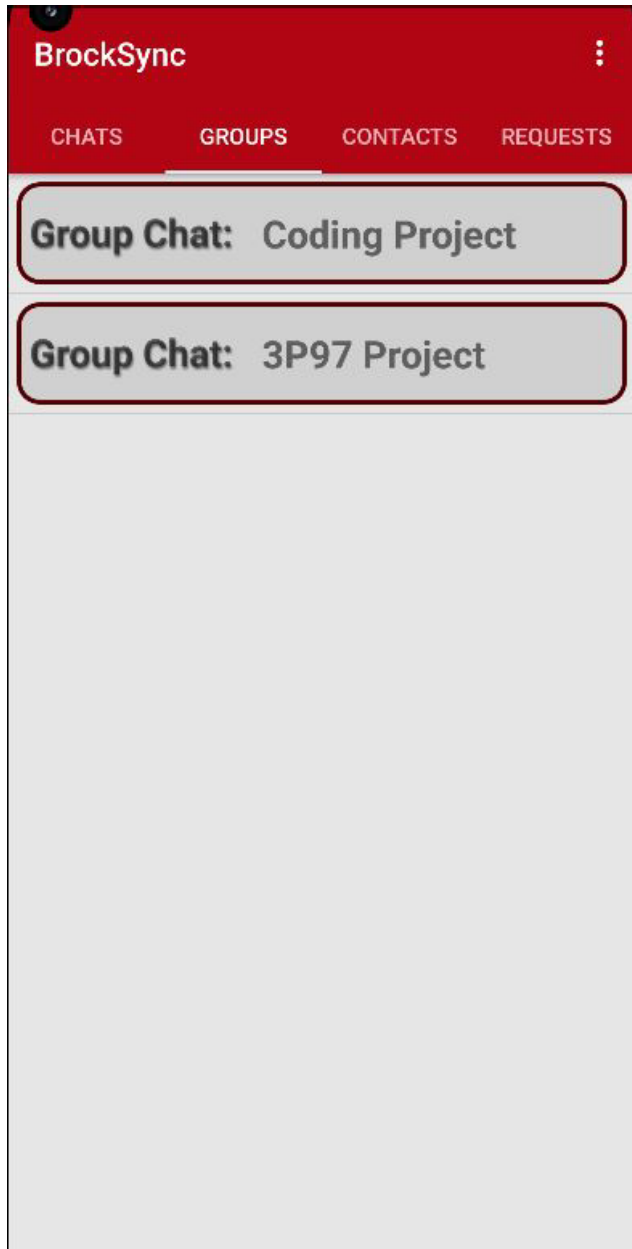 BrockSync
CHATS GROUPS CONTACTS REQUESTS
Group Chat: Coding Project
Group Chat: 3P97 Project